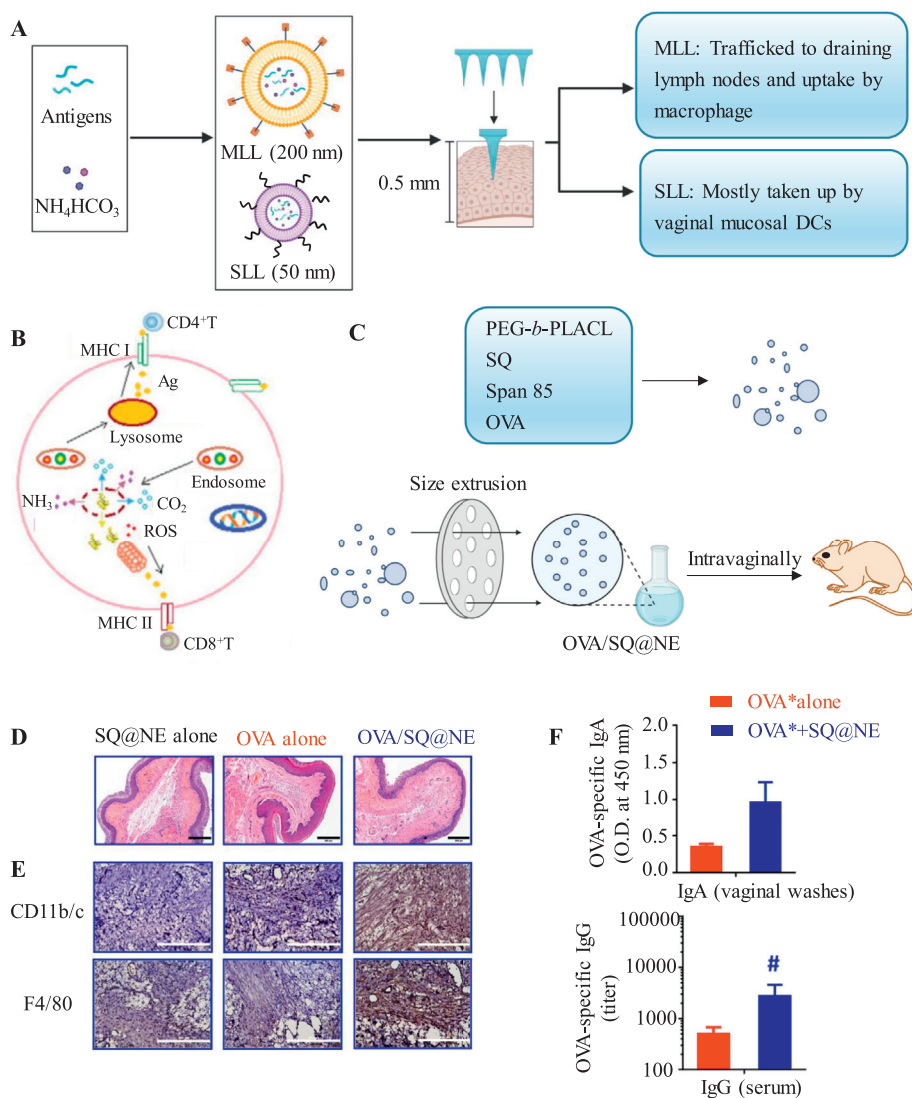 A
Antigens
NH₄HCO₃
MLL (200 nm)
SLL (50 nm)
0.5 mm
MLL: Trafficked to draining
lymph nodes and uptake by
macrophage
SLL: Mostly taken up by
vaginal mucosal DCs
B
CD4⁺T
MHC I
Ag
Lysosome
Endosome
NH₃
CO₂
ROS
MHC II
CD8⁺T
C
PEG-b-PLACL
SQ
Span 85
OVA
Size extrusion
Intravaginally
OVA/SQ@NE
D
SQ@NE alone
OVA alone
OVA/SQ@NE
E
CD11b/c
F4/80
F
OVA*alone
OVA*+SQ@NE
OVA-specific IgA
(O.D. at 450 nm)
2.0
1.5
1.0
0.5
0.0
IgA (vaginal washes)
OVA-specific IgG
(titer)
100000
10000
1000
100
#
IgG (serum)